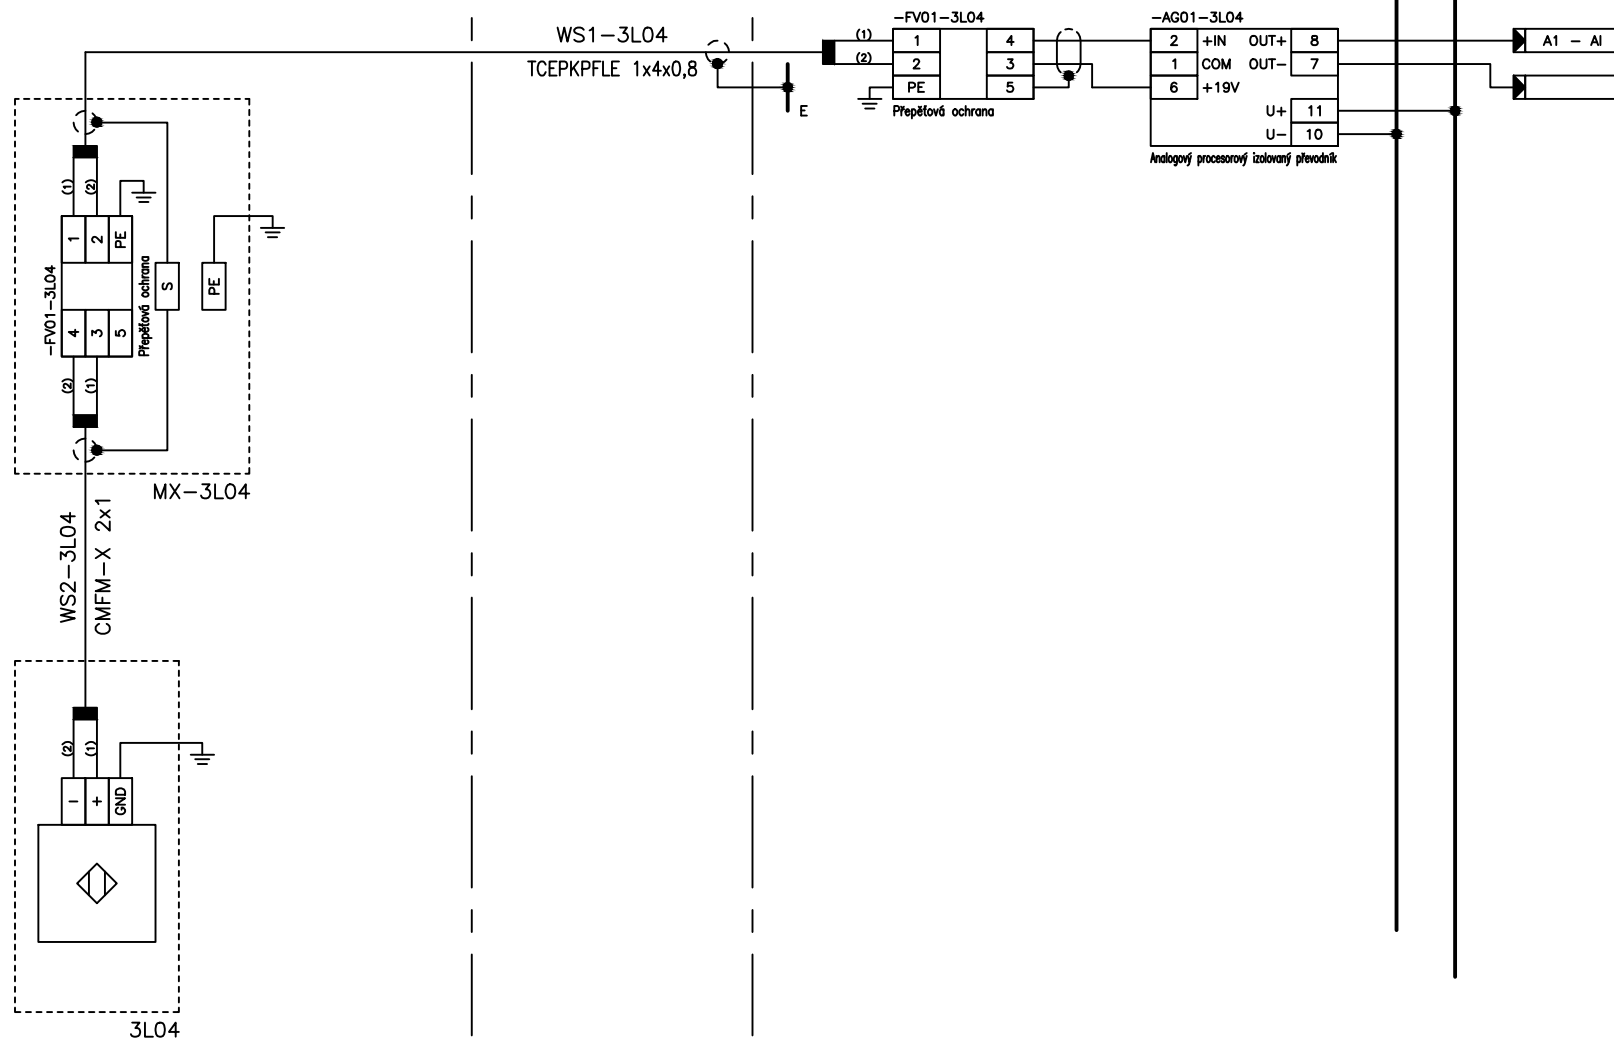 WS1-3L04
TCEPKPFLE 1x4x0,8
E
-FV01-3L04
(1)
(2)
1
2
PE
4
3
5
Přepěťová ochrana
-AG01-3L04
2 +IN OUT+ 8
1 COM OUT- 7
6 +19V
U+ 11
U- 10
Analogový procesorový izolovaný převodník
A1 - AI
(1)
(2)
1
2
PE
-FV01-3L04
Přepěťová ochrana
S
PE
4
3
5
(2)
(1)
MX-3L04
WS2-3L04
CMFM-X 2x1
(2)
(1)
-
+
GND
3L04